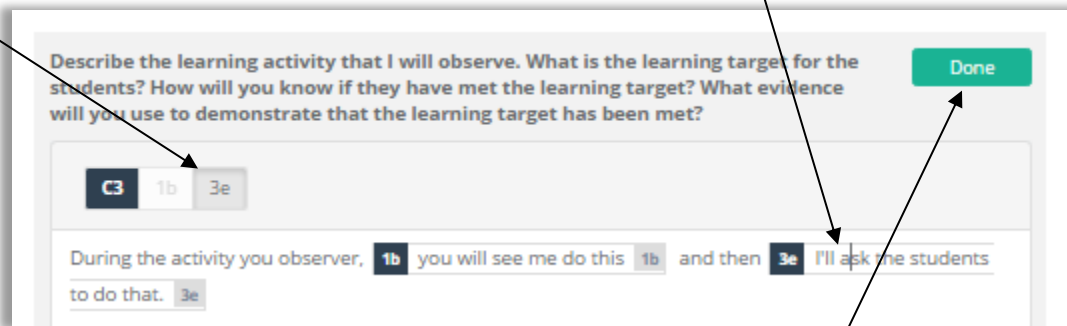 Describe the learning activity that I will observe. What is the learning target for the
Done
students? How will you know if they have met the learning target? What evidence
will you use to demonstrate that the learning target has been met?
C3 1b 3e
During the activity you observer, 1b you will see me do this 1b and then 3e I'll ask the students
to do that. 3e